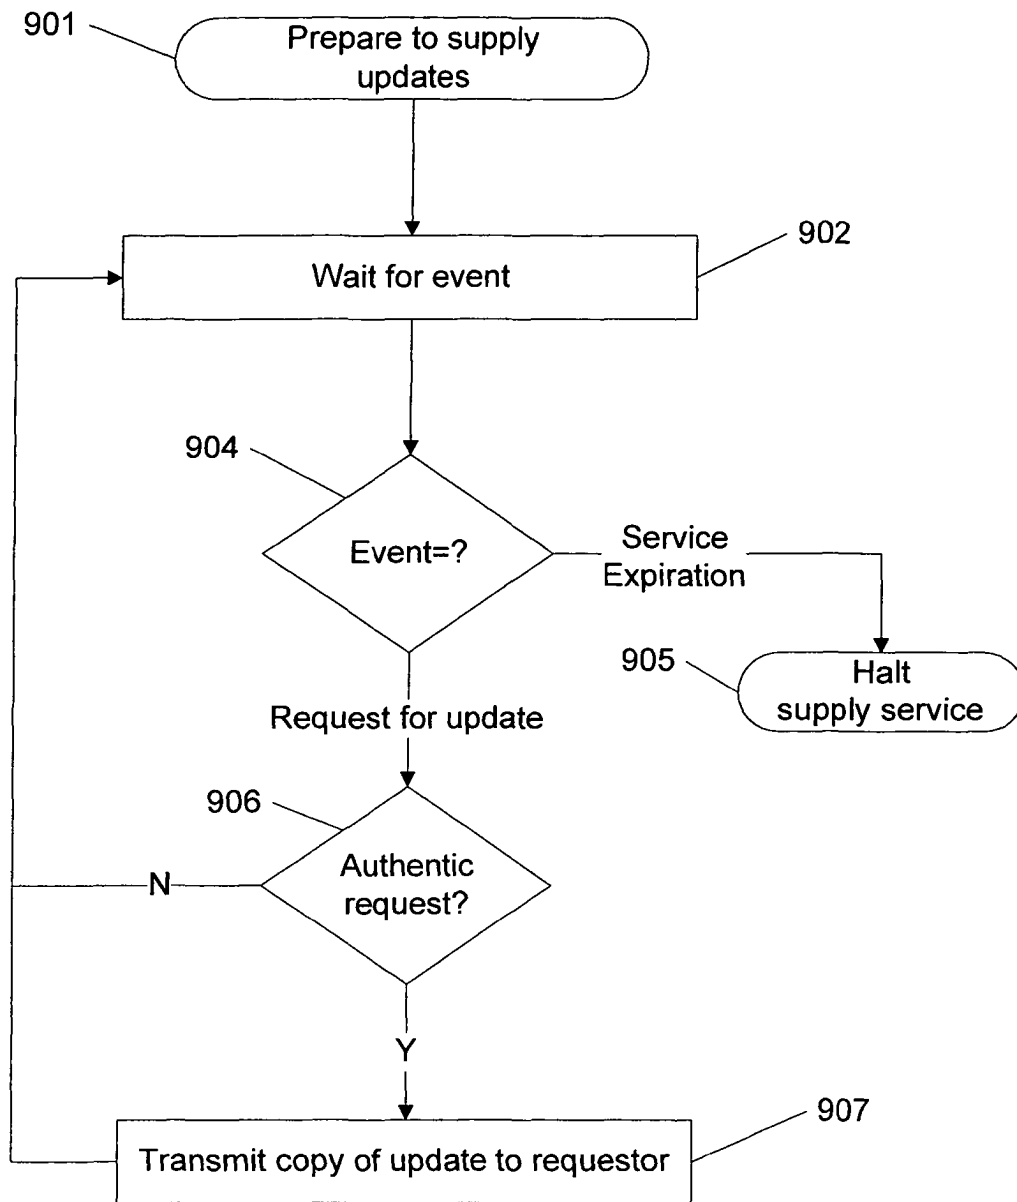 901
Prepare to supply
updates
902
Wait for event
904
Event=?
Service
Expiration
905
Halt
supply service
Request for update
906
Authentic
request?
N
Y
907
Transmit copy of update to requestor